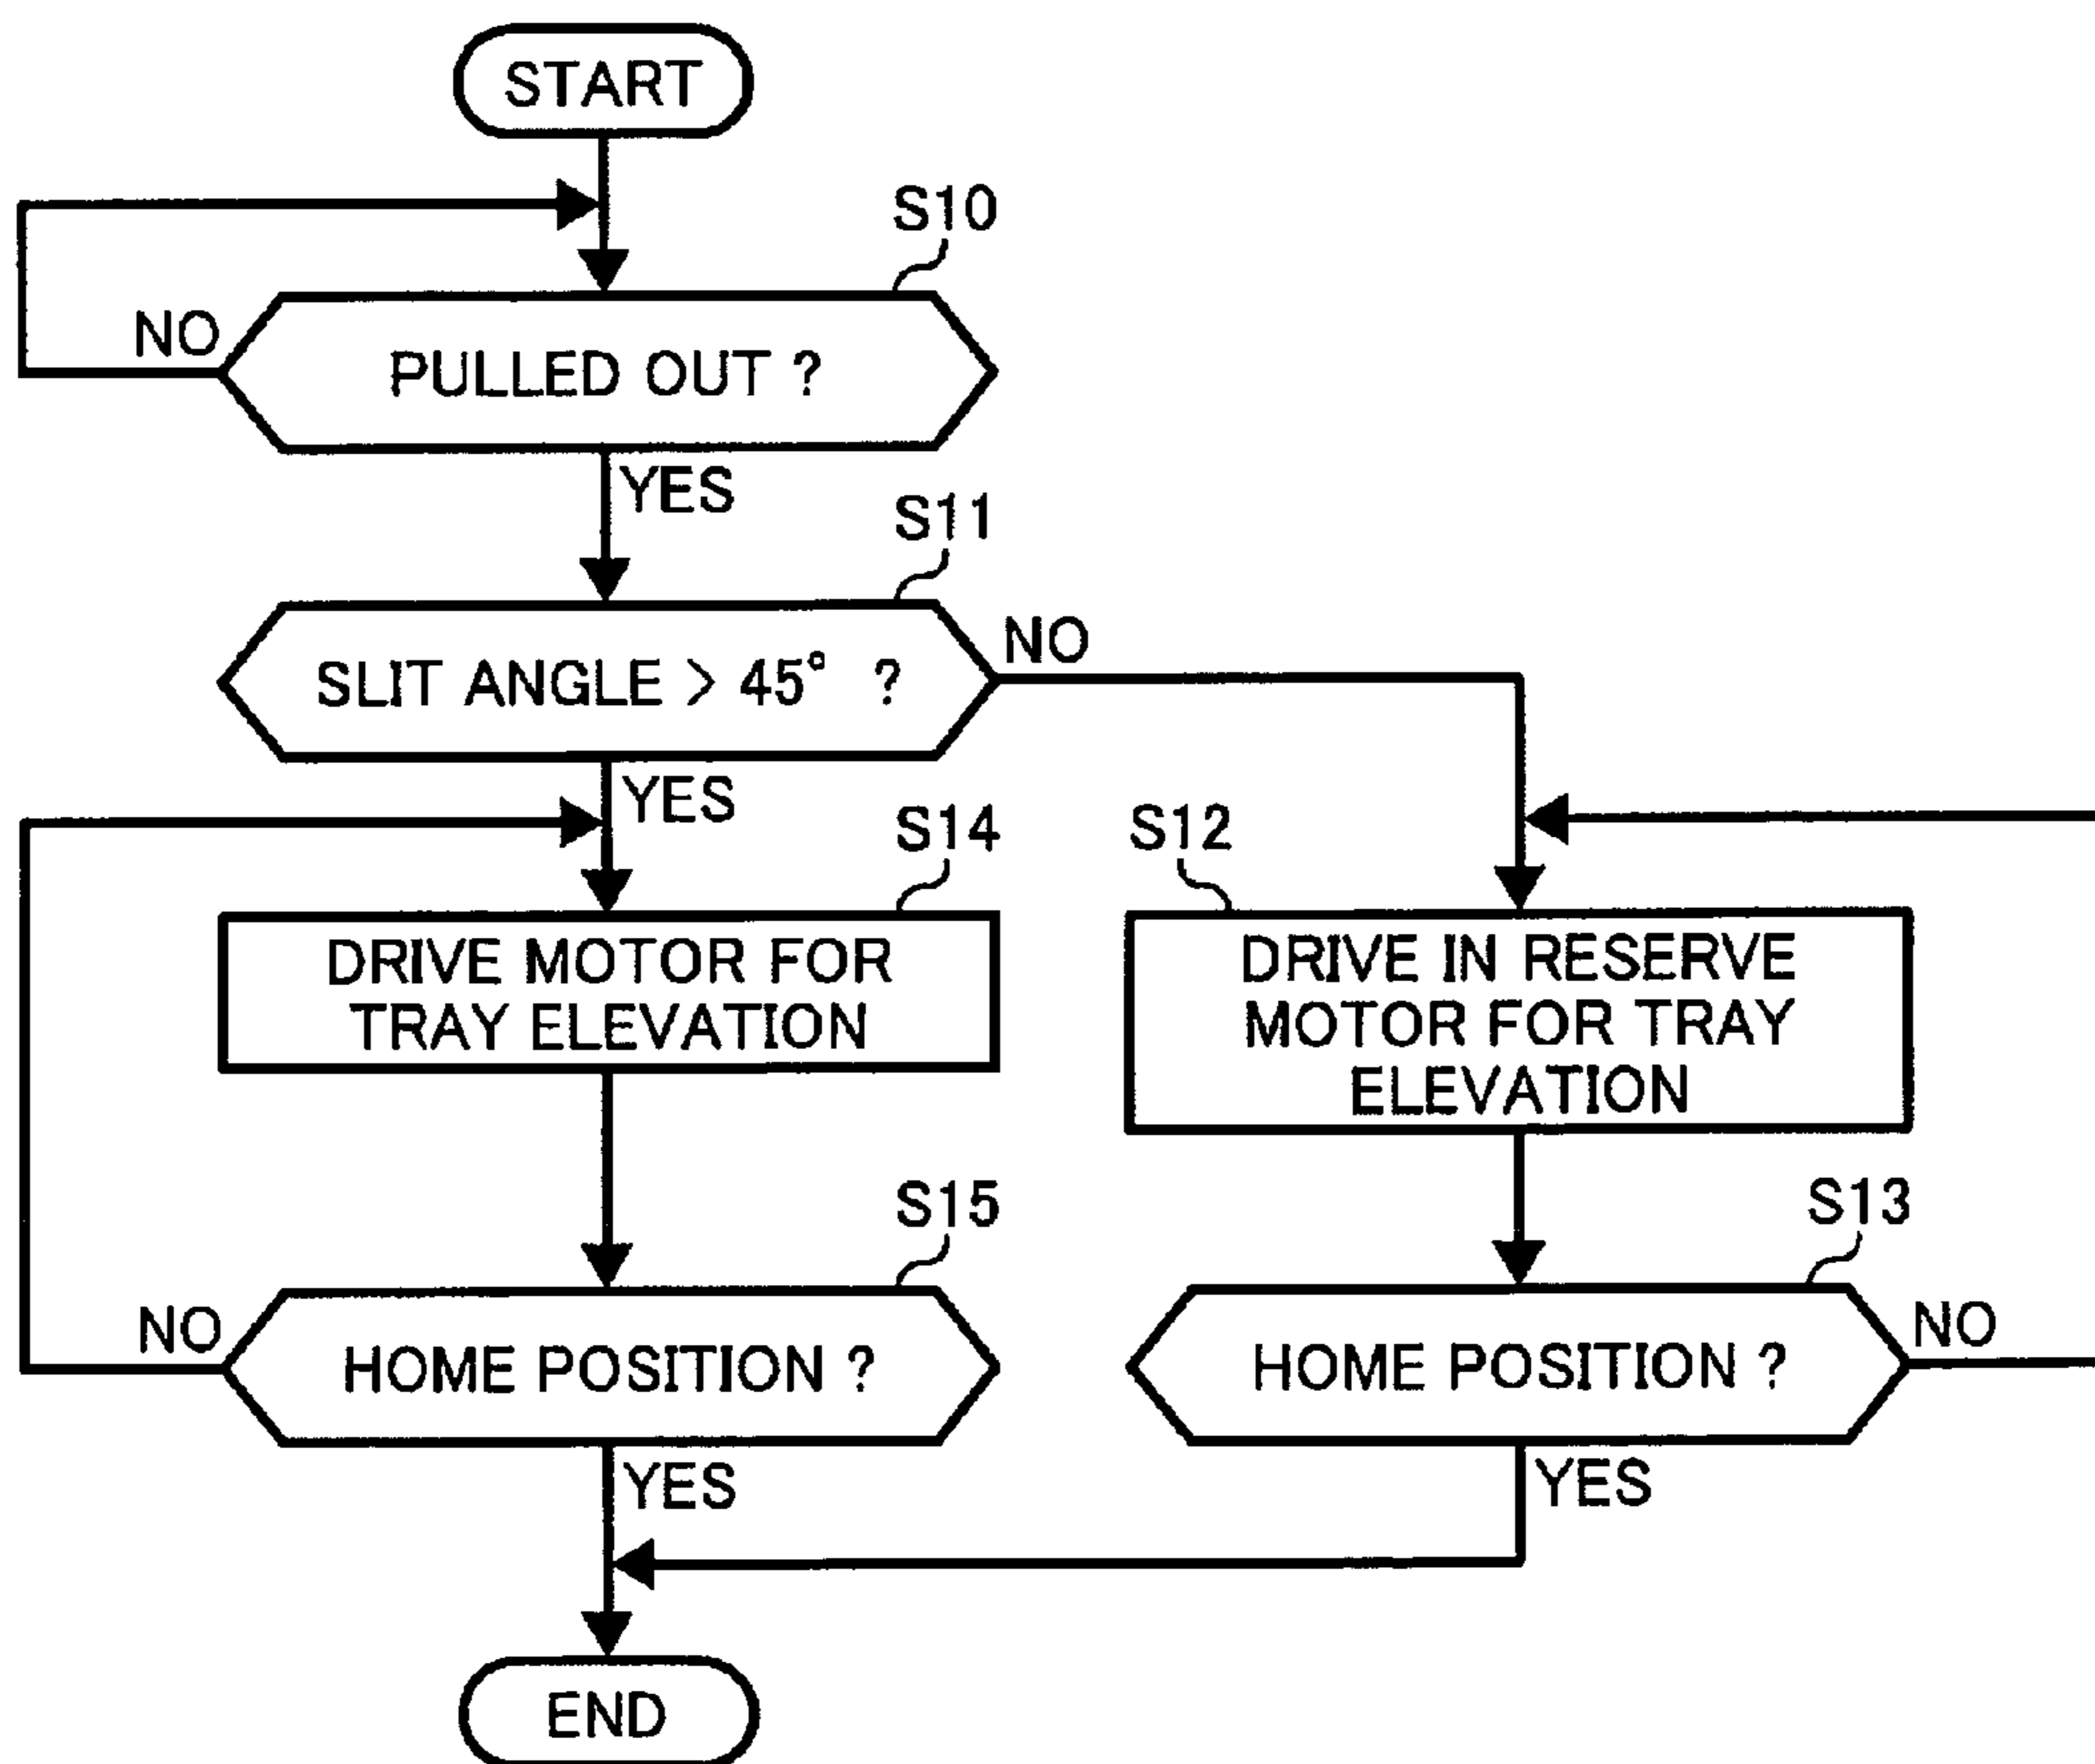 START
S10
NO
PULLED OUT ?
YES
S11
SLIT ANGLE > 45° ?
NO
YES
S14
DRIVE MOTOR FOR
TRAY ELEVATION
S12
DRIVE IN RESERVE
MOTOR FOR TRAY
ELEVATION
S15
NO
HOME POSITION ?
YES
S13
HOME POSITION ?
NO
YES
END